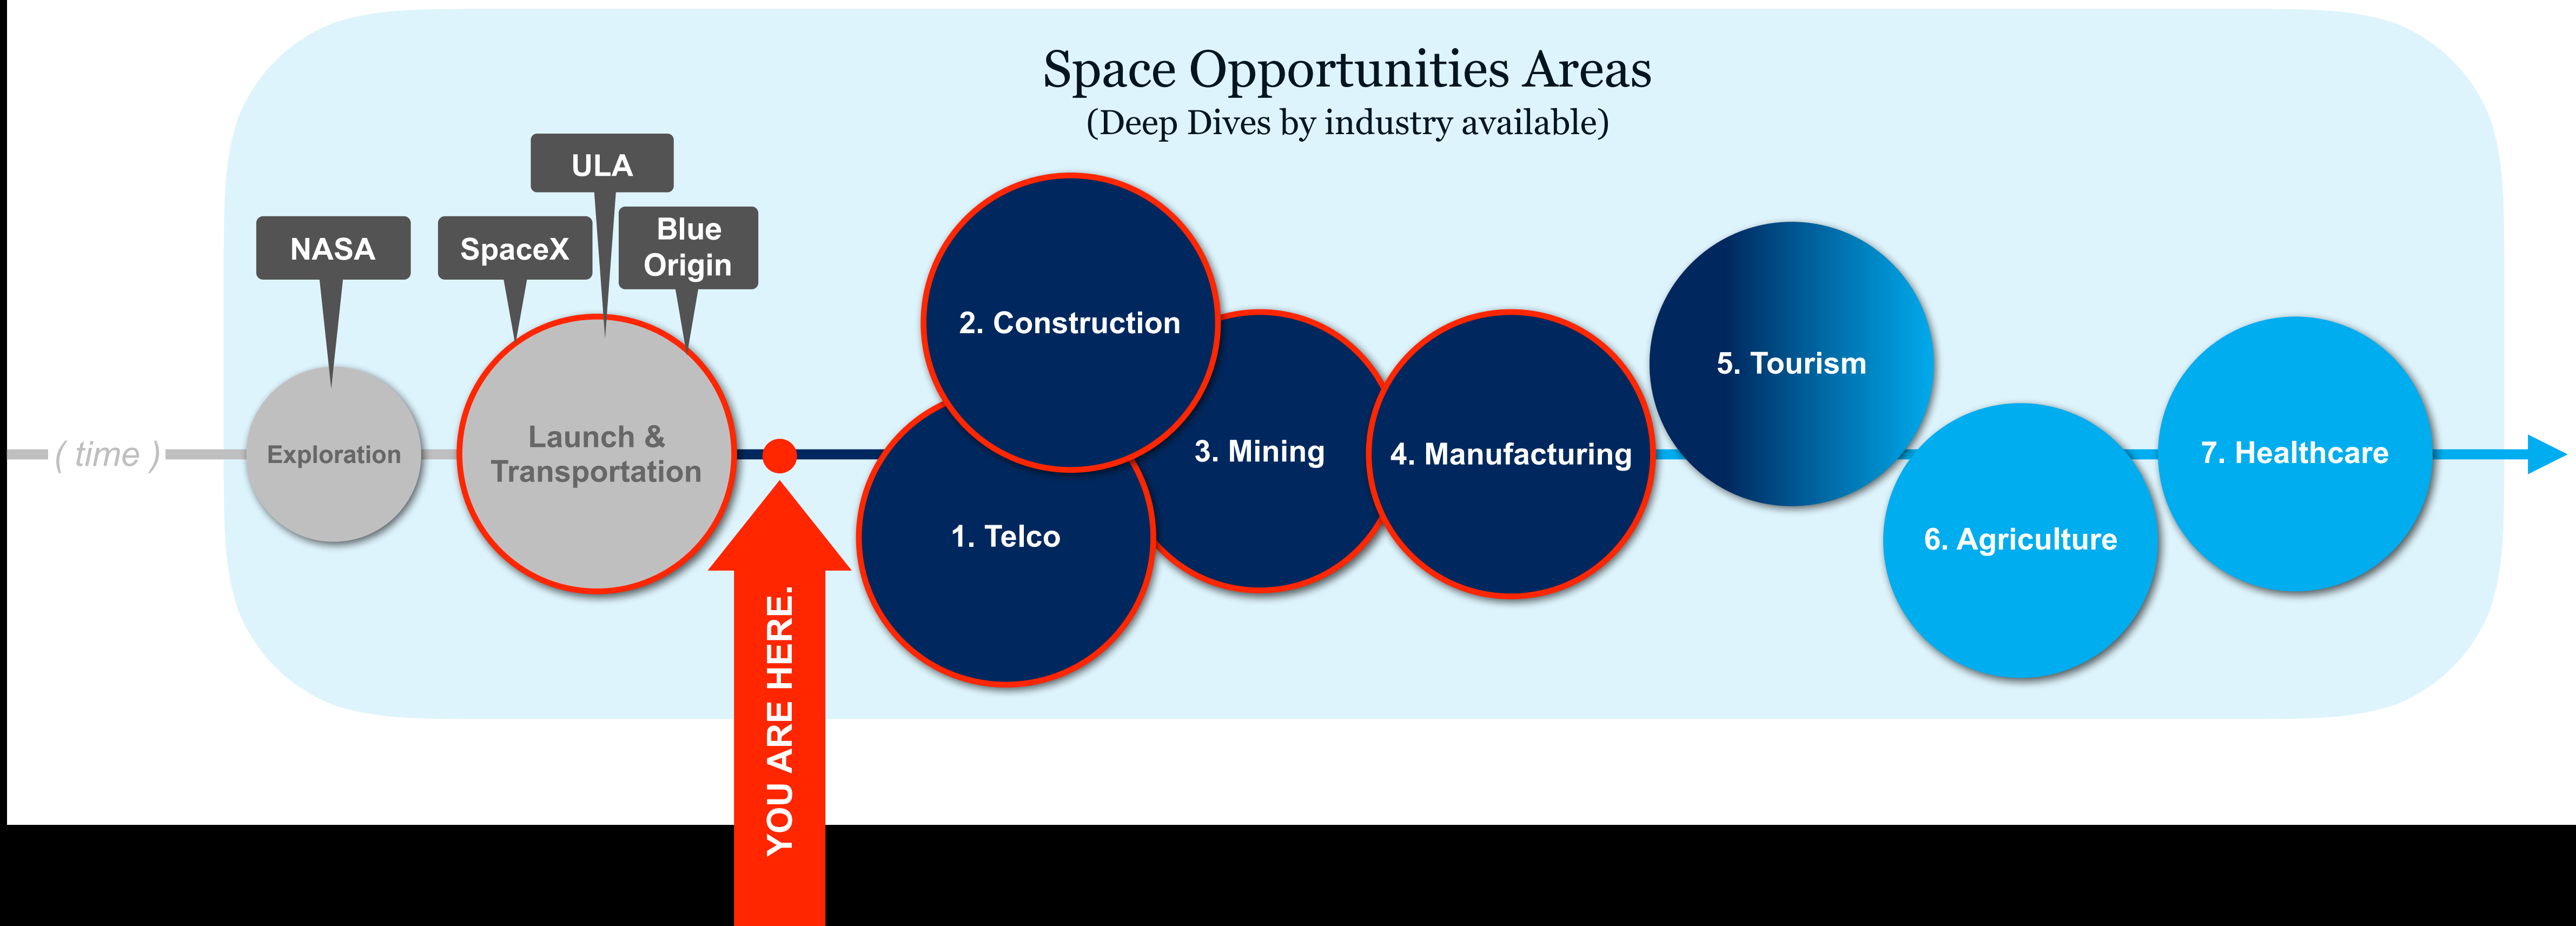 Space Opportunities Areas
(Deep Dives by industry available)
ULA
NASA
SpaceX
Blue
Origin
( time )
Exploration
Launch &
Transportation
YOU ARE HERE.
1. Telco
2. Construction
3. Mining
4. Manufacturing
5. Tourism
6. Agriculture
7. Healthcare